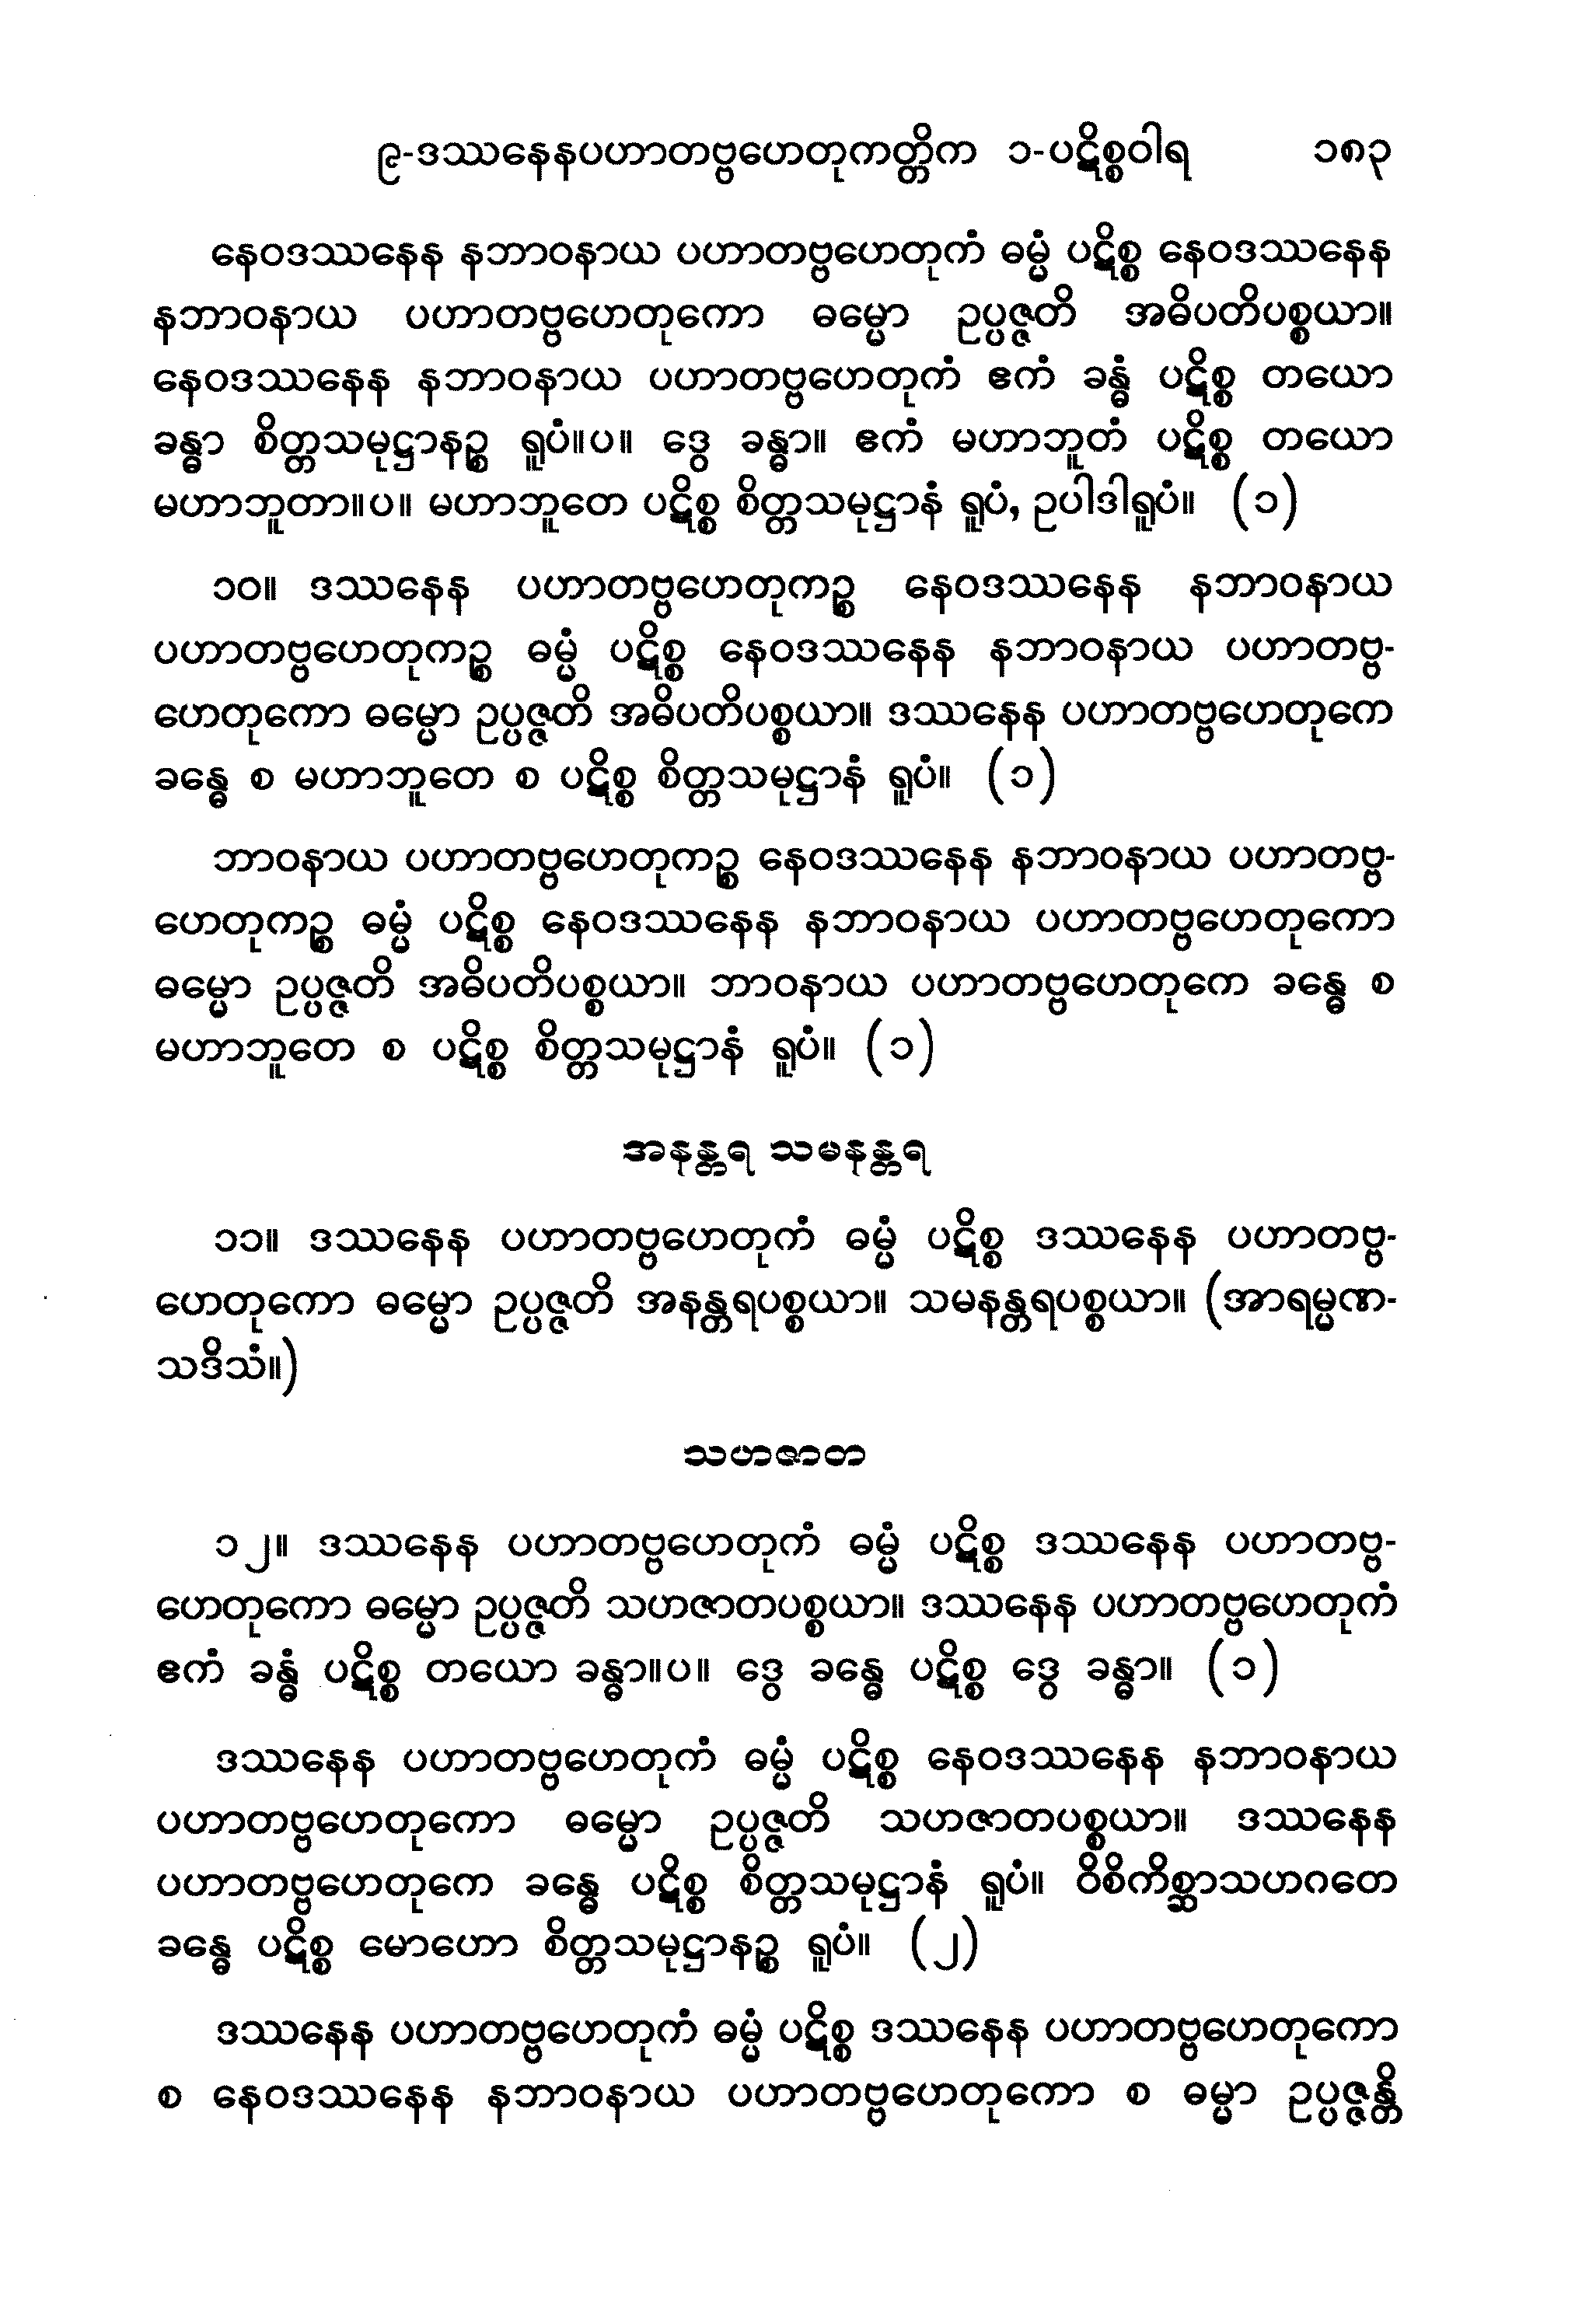 ၉-ဒဿနေနပဟာတဗ္ဗဟေတုကတ္တိက ၁-ပဋိစ္စဝါရ ၁၈၃
နေဝဒဿနေန နဘာဝနာယ ပဟာတဗ္ဗဟေတုကံ ဓမ္မံ ပဋိစ္စ နေဝဒဿနေန
နဘာဝနာယ ပဟာတဗ္ဗဟေတုကော ဓမ္မော ဥပ္ပဇ္ဇတိ အဓိပတိပစ္စယာ။
နေဝဒဿနေန နဘာဝနာယ ပဟာတဗ္ဗဟေတုကံ ဧကံ ခန္ဓံ ပဋိစ္စ တယော
ခန္ဓာ စိတ္တသမုဋ္ဌာနဉ္စ ရူပံ။ပ။ ဒွေ ခန္ဓာ။ ဧကံ မဟာဘူတံ ပဋိစ္စ တယော
မဟာဘူတာ။ပ။ မဟာဘူတေ ပဋိစ္စ စိတ္တသမုဋ္ဌာနံ ရူပံ, ဥပါဒါရူပံ။ (၁)
၁၀။ ဒဿနေန ပဟာတဗ္ဗဟေတုကဉ္စ နေဝဒဿနေန နဘာဝနာယ
ပဟာတဗ္ဗဟေတုကဉ္စ ဓမ္မံ ပဋိစ္စ နေဝဒဿနေန နဘာဝနာယ ပဟာတဗ္ဗ-
ဟေတုကော ဓမ္မော ဥပ္ပဇ္ဇတိ အဓိပတိပစ္စယာ။ ဒဿနေန ပဟာတဗ္ဗဟေတုကေ
ခန္ဓေ စ မဟာဘူတေ စ ပဋိစ္စ စိတ္တသမုဋ္ဌာနံ ရူပံ။ (၁)
ဘာဝနာယ ပဟာတဗ္ဗဟေတုကဉ္စ နေဝဒဿနေန နဘာဝနာယ ပဟာတဗ္ဗ-
ဟေတုကဉ္စ ဓမ္မံ ပဋိစ္စ နေဝဒဿနေန နဘာဝနာယ ပဟာတဗ္ဗဟေတုကော
ဓမ္မော ဥပ္ပဇ္ဇတိ အဓိပတိပစ္စယာ။ ဘာဝနာယ ပဟာတဗ္ဗဟေတုကေ ခန္ဓေ စ
မဟာဘူတေ စ ပဋိစ္စ စိတ္တသမုဋ္ဌာနံ ရူပံ။ (၁)
အနန္တရ သမနန္တရ
၁၁။ ဒဿနေန ပဟာတဗ္ဗဟေတုကံ ဓမ္မံ ပဋိစ္စ ဒဿနေန ပဟာတဗ္ဗ-
ဟေတုကော ဓမ္မော ဥပ္ပဇ္ဇတိ အနန္တရပစ္စယာ။ သမနန္တရပစ္စယာ။ (အာရမ္မဏ-
သဒိသံ။)
သဟဇာတ
၁၂။ ဒဿနေန ပဟာတဗ္ဗဟေတုကံ ဓမ္မံ ပဋိစ္စ ဒဿနေန ပဟာတဗ္ဗ-
ဟေတုကော ဓမ္မော ဥပ္ပဇ္ဇတိ သဟဇာတပစ္စယာ။ ဒဿနေန ပဟာတဗ္ဗဟေတုကံ
ဧကံ ခန္ဓံ ပဋိစ္စ တယော ခန္ဓာ။ပ။ ဒွေ ခန္ဓေ ပဋိစ္စ ဒွေ ခန္ဓာ။ (၁)
ဒဿနေန ပဟာတဗ္ဗဟေတုကံ ဓမ္မံ ပဋိစ္စ နေဝဒဿနေန နဘာဝနာယ
ပဟာတဗ္ဗဟေတုကော ဓမ္မော ဥပ္ပဇ္ဇတိ သဟဇာတပစ္စယာ။ ဒဿနေန
ပဟာတဗ္ဗဟေတုကေ ခန္ဓေ ပဋိစ္စ စိတ္တသမုဋ္ဌာနံ ရူပံ။ ဝိစိကိစ္ဆာသဟဂတေ
ခန္ဓေ ပဋိစ္စ မောဟော စိတ္တသမုဋ္ဌာနဉ္စ ရူပံ။ (၂)
ဒဿနေန ပဟာတဗ္ဗဟေတုကံ ဓမ္မံ ပဋိစ္စ ဒဿနေန ပဟာတဗ္ဗဟေတုကော
စ နေဝဒဿနေန နဘာဝနာယ ပဟာတဗ္ဗဟေတုကော စ ဓမ္မာ ဥပ္ပဇ္ဇန္တိ